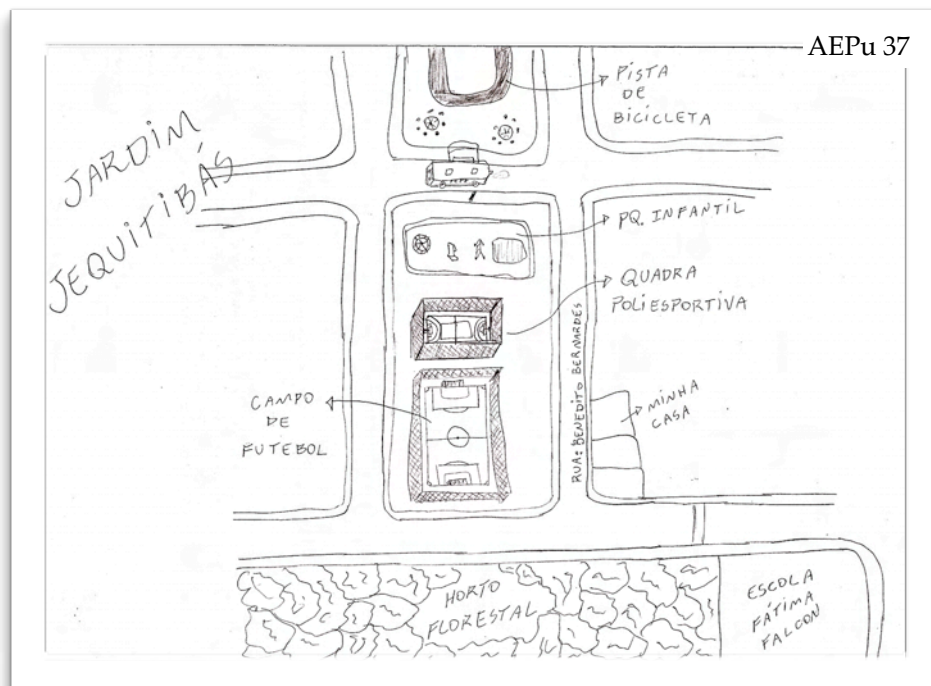 AEPu 37
JARDIM
JEQUITIBÁS
PISTA
DE
BICICLETA
PQ. INFANTIL
QUADRA
POLIESPORTIVA
RUA: BENEDITO BERNARDES
MINHA
CASA
CAMPO
DE
FUTEBOL
HORTO
FLORESTAL
ESCOLA
FÁTIMA
FALCON